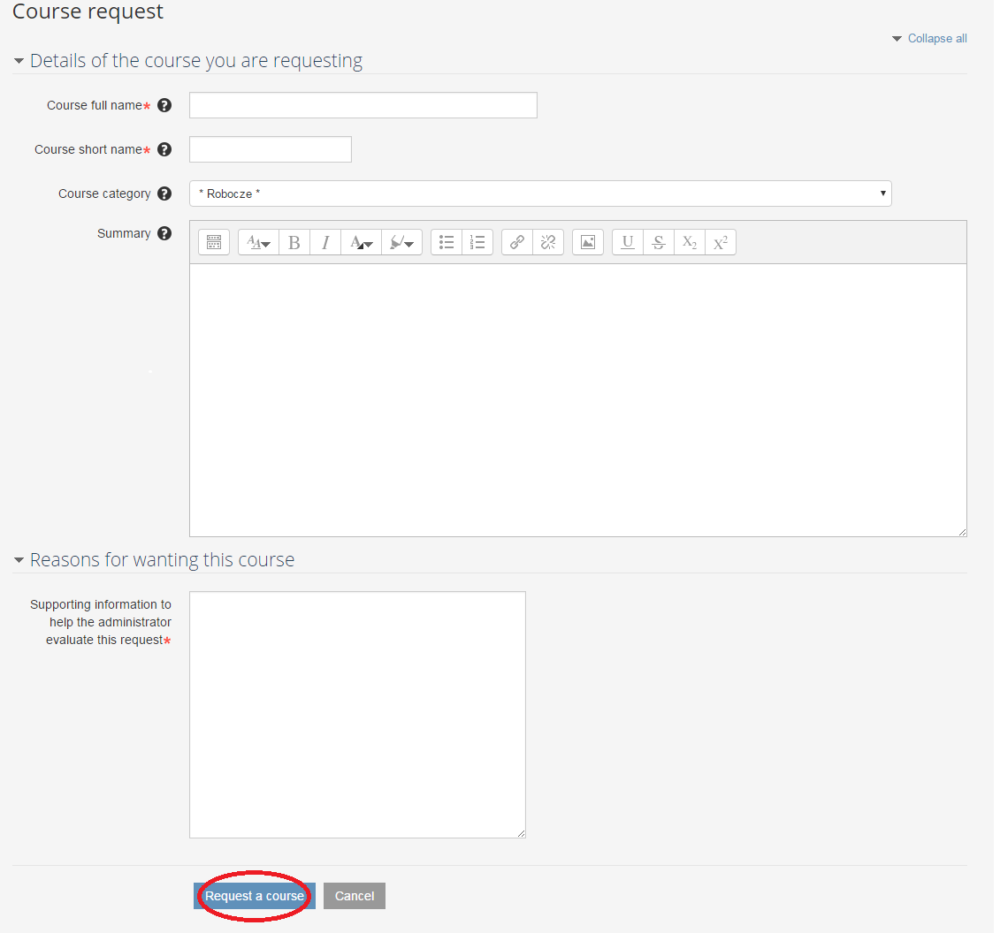 Course request
Collapse all
Details of the course you are requesting
Course full name*
Course short name*
Course category
* Robocze *
Summary
B I U S X2 X2
Reasons for wanting this course
Supporting information to
help the administrator
evaluate this request*
Request a course
Cancel